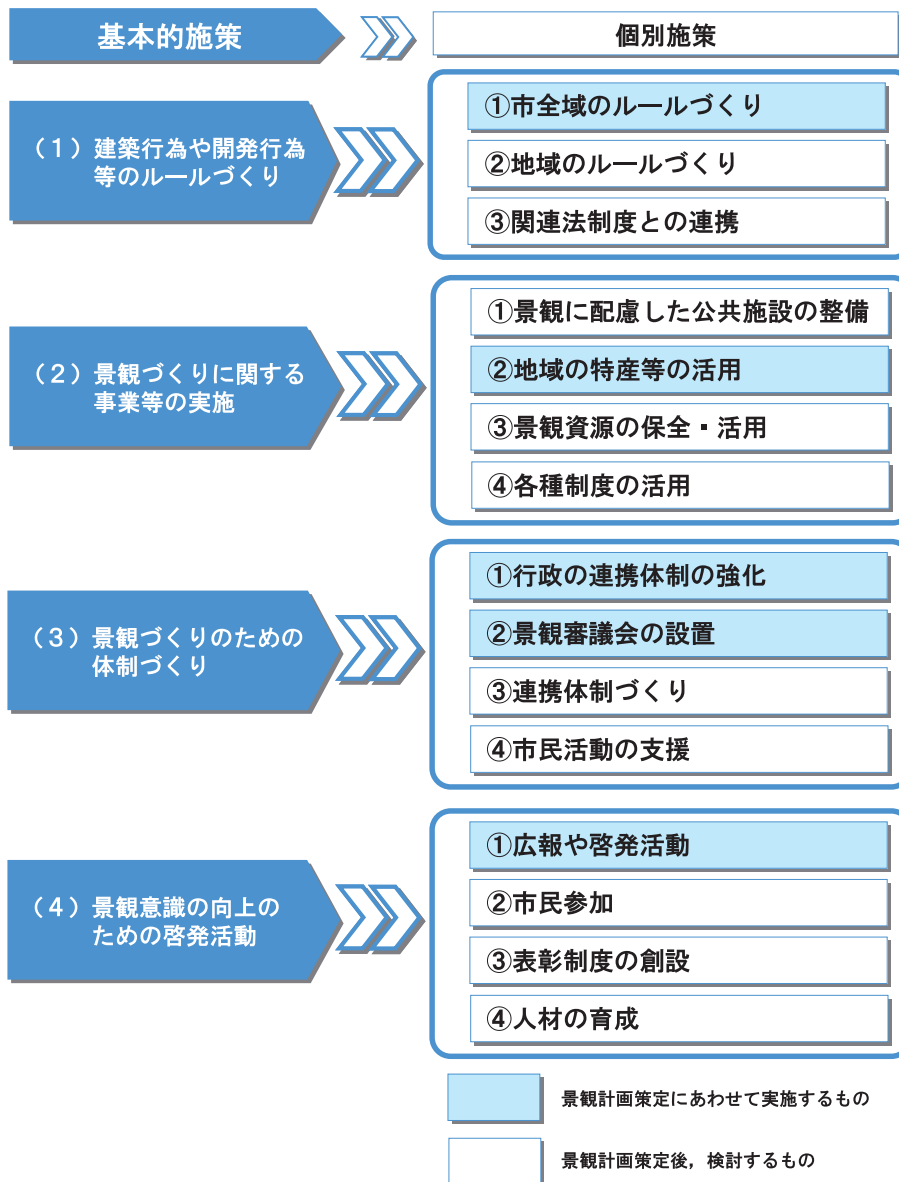 基本的施策
個別施策
（１）建築行為や開発行為
等のルールづくり
①市全域のルールづくり
②地域のルールづくり
③関連法制度との連携
（２）景観づくりに関する
事業等の実施
①景観に配慮した公共施設の整備
②地域の特産等の活用
③景観資源の保全・活用
④各種制度の活用
（３）景観づくりのための
体制づくり
①行政の連携体制の強化
②景観審議会の設置
③連携体制づくり
④市民活動の支援
（４）景観意識の向上の
ための啓発活動
①広報や啓発活動
②市民参加
③表彰制度の創設
④人材の育成
景観計画策定にあわせて実施するもの
景観計画策定後，検討するもの